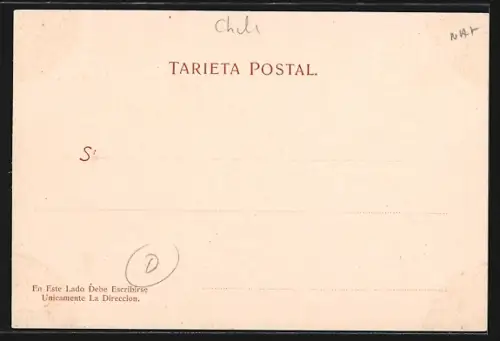 Chile
TARJETA POSTAL.
S:
D
En Este Lado Debe Escribirse
Unicamente La Direccion.